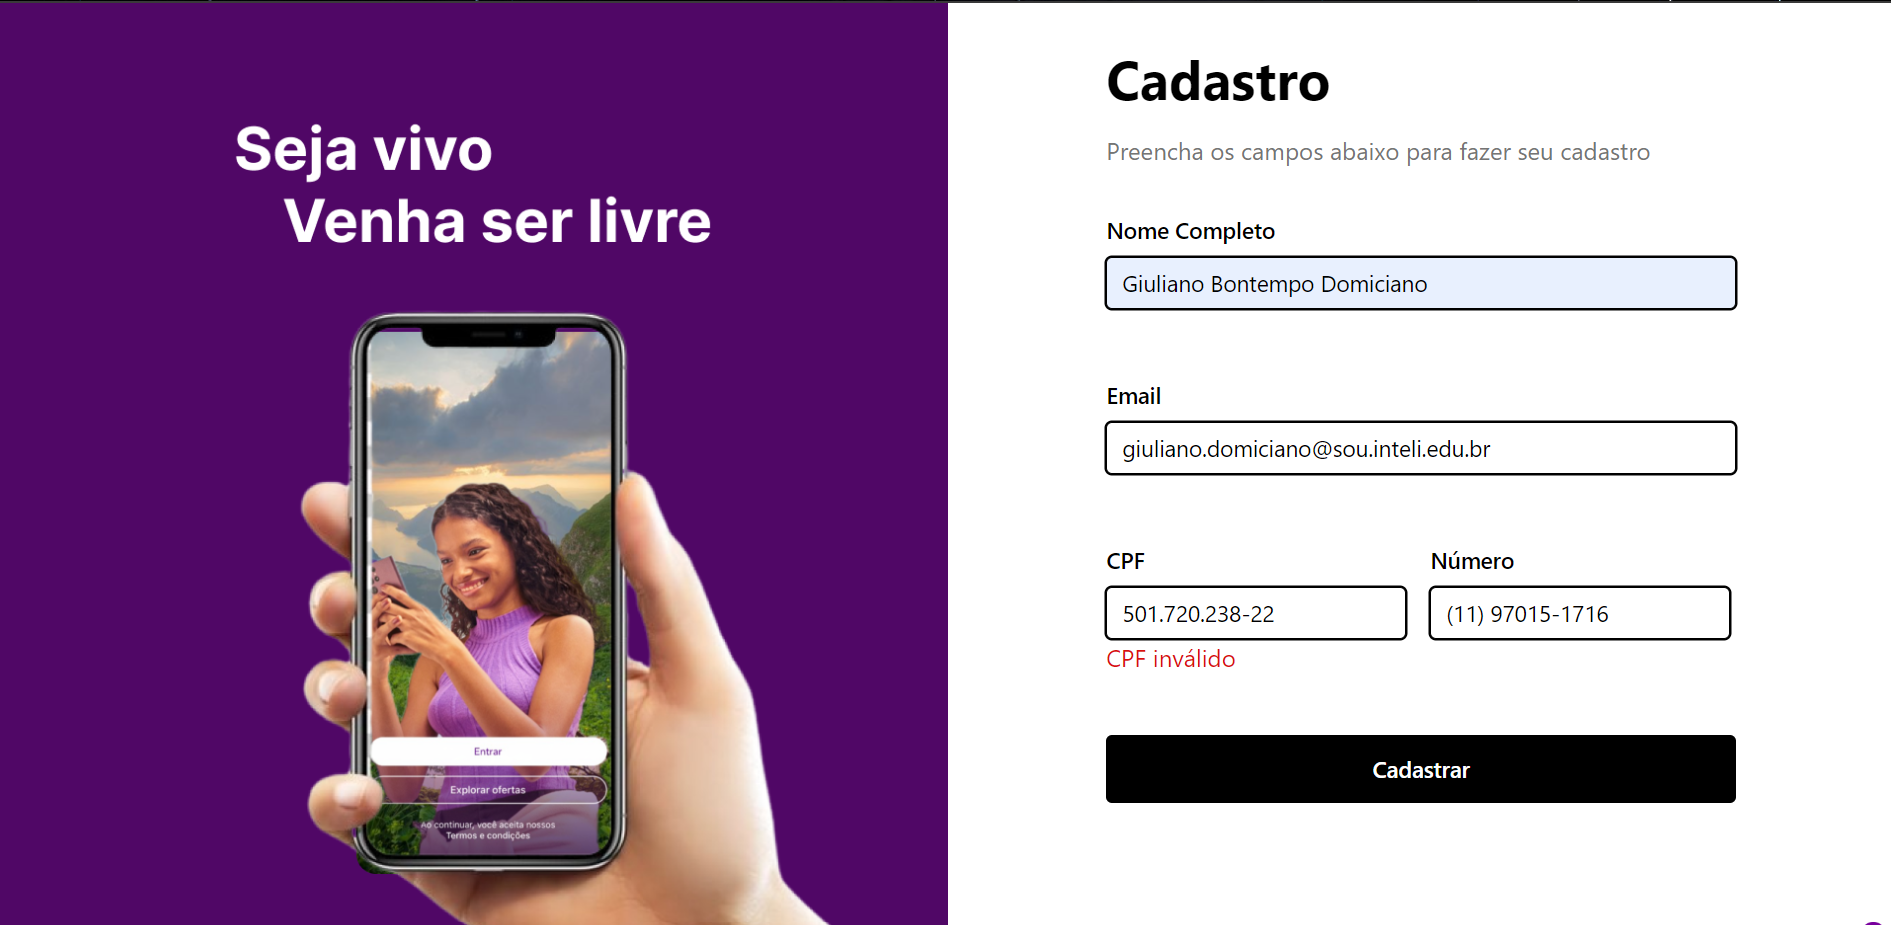 Seja vivo
Venha ser livre
Entrar
Explorar ofertas
Ao continuar, você aceita nossos
Termos e condições
Cadastro
Preencha os campos abaixo para fazer seu cadastro
Nome Completo
Giuliano Bontempo Domiciano
Email
giuliano.domiciano@sou.inteli.edu.br
CPF
Número
501.720.238-22
(11) 97015-1716
CPF inválido
Cadastrar